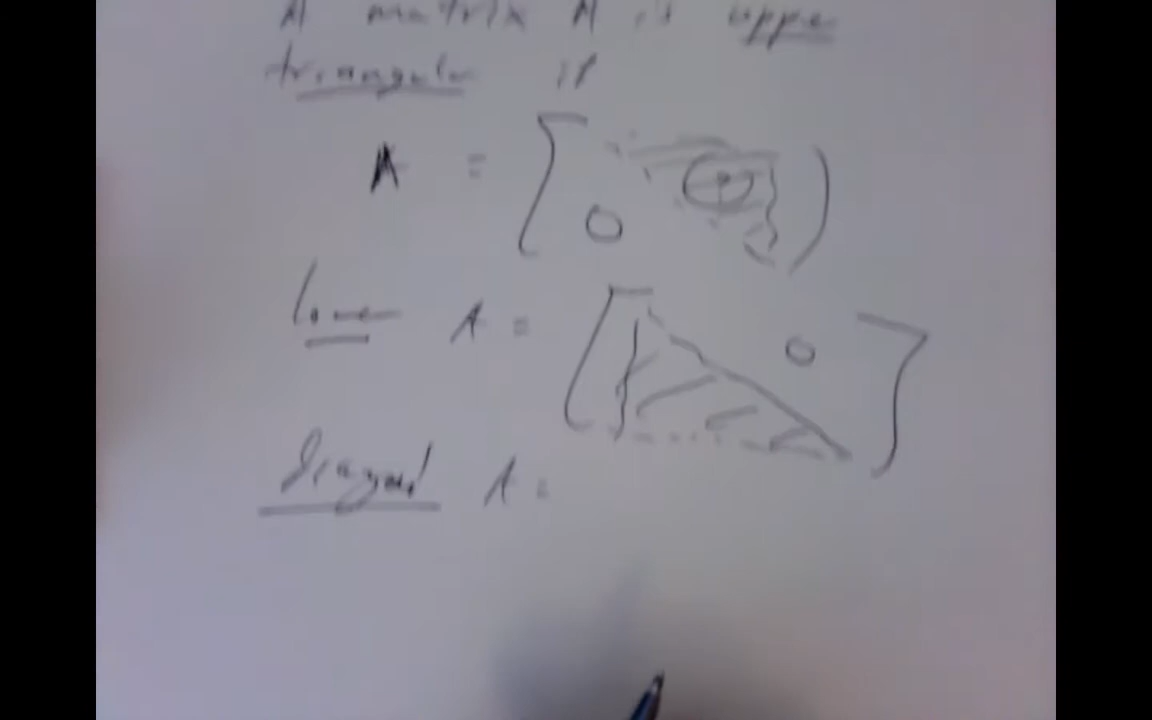 A matrix A is upper
triangular if
A = [ 0 )
lower A = [ 0 ]
diagonal A =